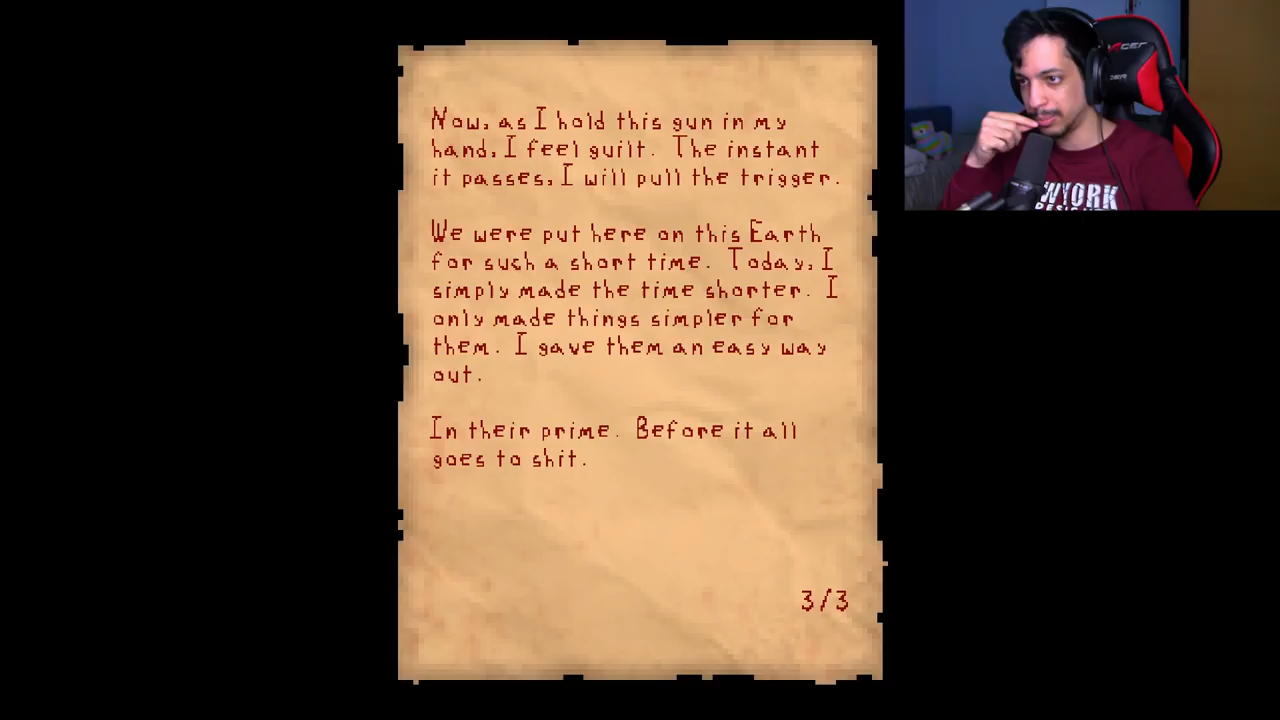 Now, as I hold this gun in my
hand, I feel guilt. The instant
it passes, I will pull the trigger.
We were put here on this Earth
for such a short time. Today, I
simply made the time shorter. I
only made things simpler for
them. I gave them an easy way
out.
In their prime. Before it all
goes to shit.
3/3
WYORK